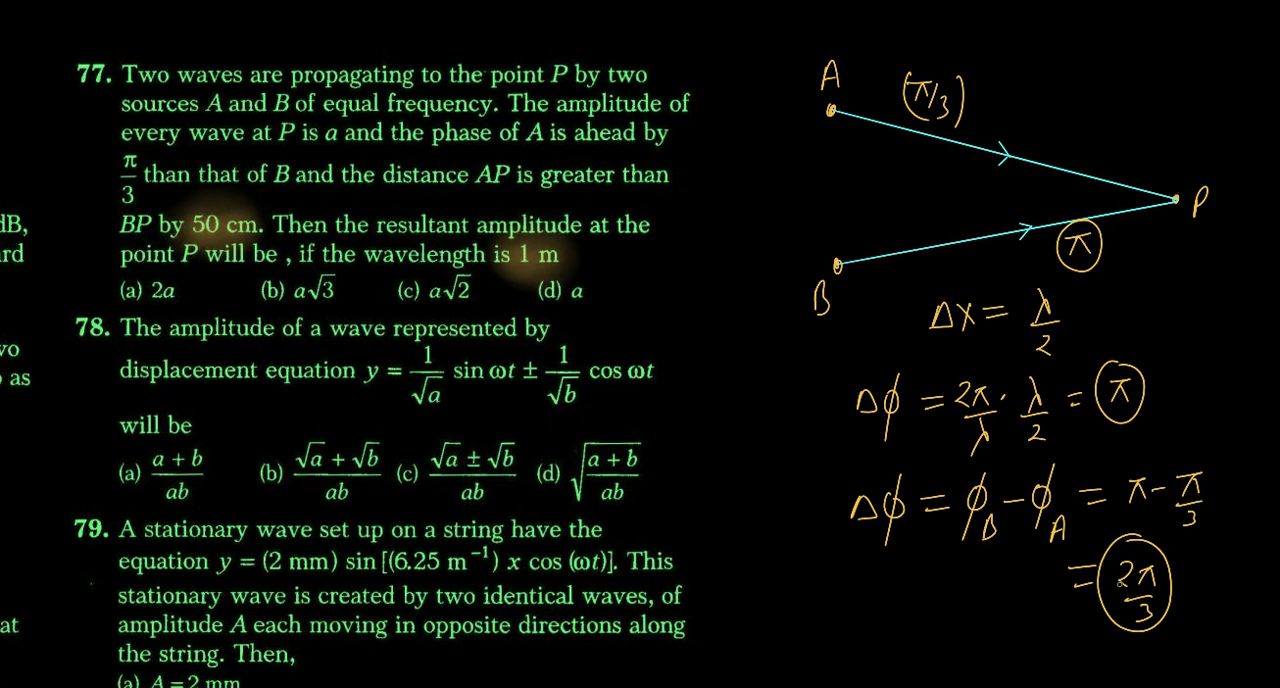 77. Two waves are propagating to the point P by two
sources A and B of equal frequency. The amplitude of
every wave at P is a and the phase of A is ahead by
π/3 than that of B and the distance AP is greater than
BP by 50 cm. Then the resultant amplitude at the
point P will be , if the wavelength is 1 m
(a) 2a (b) a√3 (c) a√2 (d) a
78. The amplitude of a wave represented by
displacement equation y = 1/√a sin ωt ± 1/√b cos ωt
will be
(a) (a + b)/ab (b) (√a + √b)/ab (c) (√a ± √b)/ab (d) √((a + b)/ab)
79. A stationary wave set up on a string have the
equation y = (2 mm) sin [(6.25 m⁻¹) x cos (ωt)]. This
stationary wave is created by two identical waves, of
amplitude A each moving in opposite directions along
the string. Then,
(a) A = 2 mm
dB,
rd
vo
as
at
A (π/3)
P
B π
Δx = λ/2
Δϕ = 2π/λ · λ/2 = π
Δϕ = ϕB - ϕA = π - π/3
= 2π/3